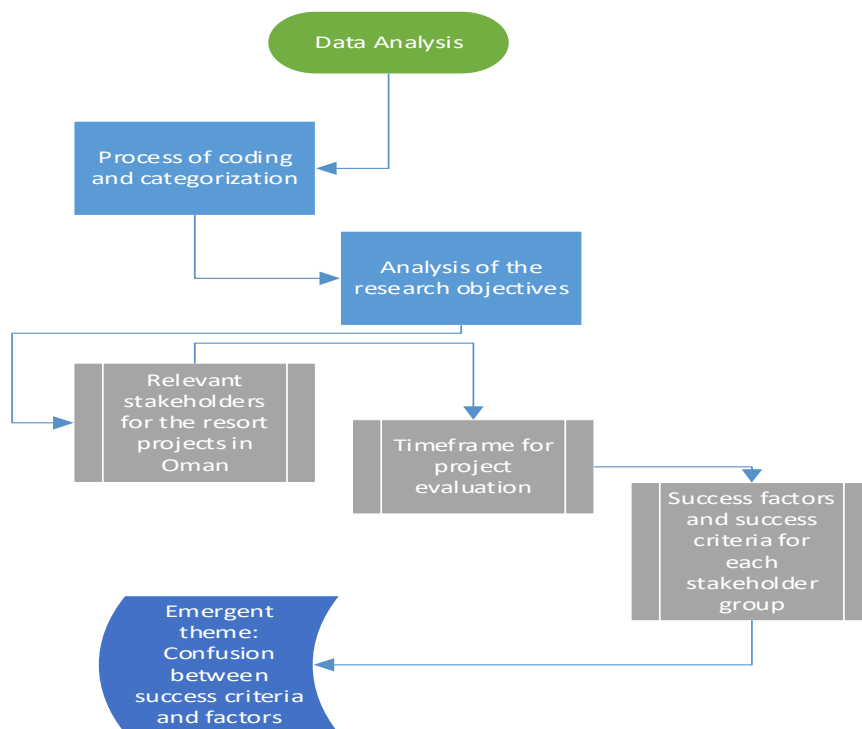 Data Analysis
Process of coding
and categorization
Analysis of the
research objectives
Relevant
stakeholders
for the resort
projects in
Oman
Timeframe for
project
evaluation
Success factors
and success
criteria for
each
stakeholder
group
Emergent
theme:
Confusion
between
success criteria
and factors